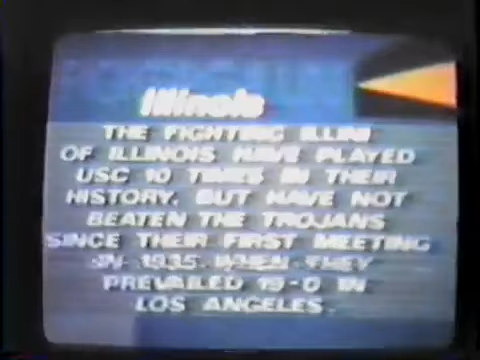 Illinois
THE FIGHTING ILLINI
OF ILLINOIS HAVE PLAYED
USC 10 TIMES IN THEIR
HISTORY, BUT HAVE NOT
BEATEN THE TROJANS
SINCE THEIR FIRST MEETING
IN 1935 WHEN THEY
PREVAILED 19-0 IN
LOS ANGELES.